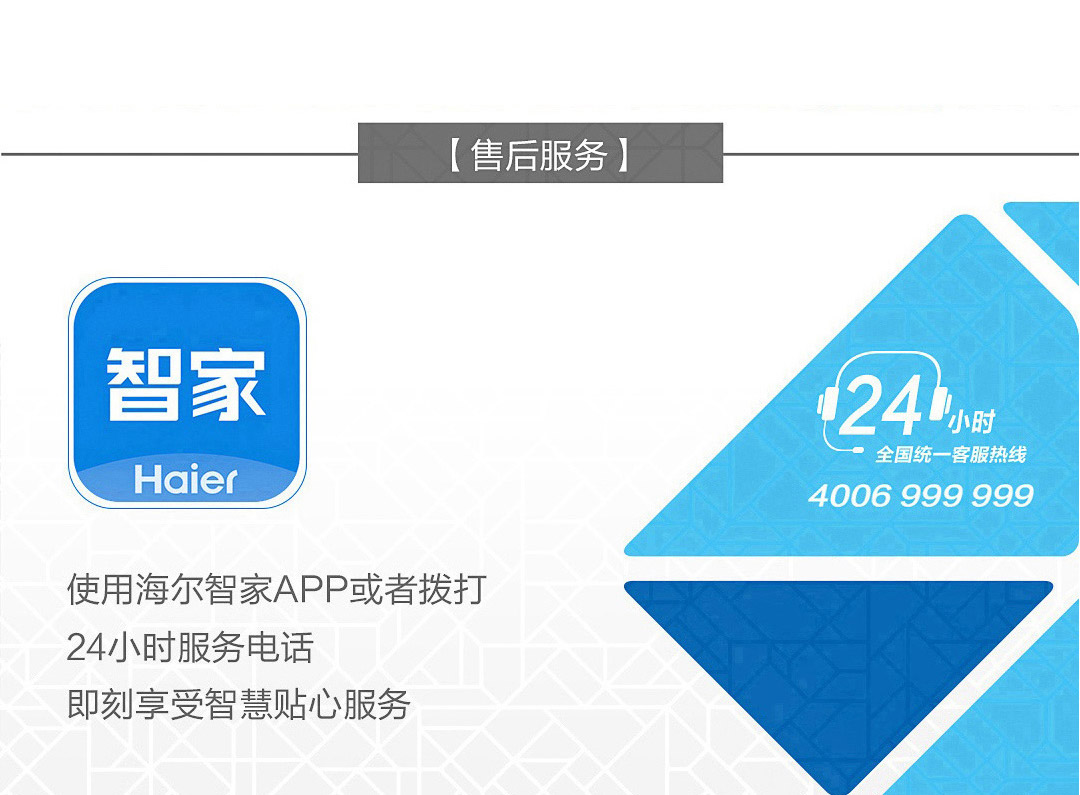 【售后服务】
智家
Haier
24小时
全国统一客服热线
4006 999 999
使用海尔智家APP或者拨打
24小时服务电话
即刻享受智慧贴心服务